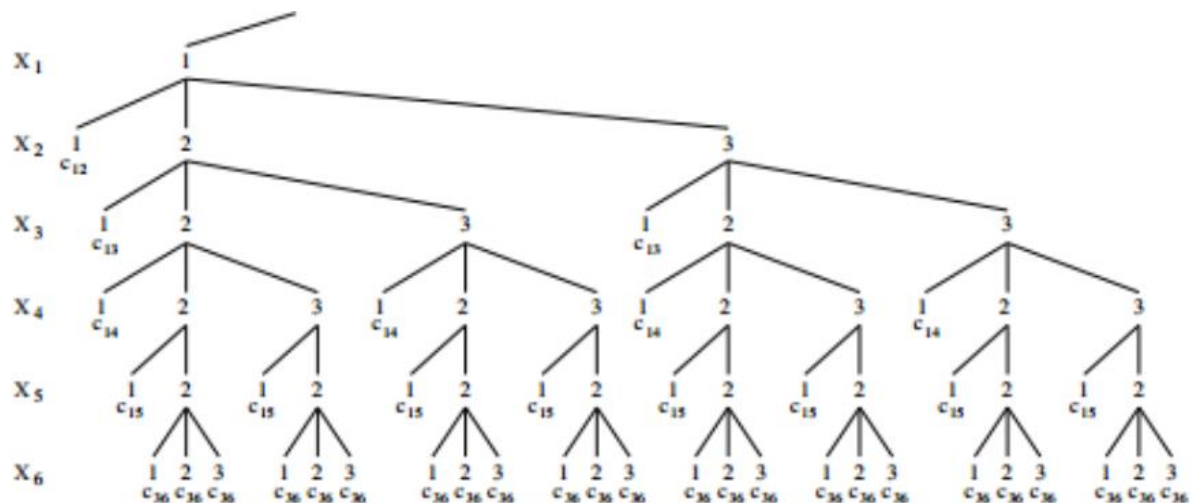 X1 1
X2 1 2 3
c12
X3 1 2 3 1 2 3
c13 c13
X4 1 2 3 1 2 3 1 2 3 1 2 3
c14 c14 c14 c14
X5 1 2 1 2 1 2 1 2 1 2 1 2 1 2 1 2
c15 c15 c15 c15 c15 c15 c15 c15
X6 1 2 3 1 2 3 1 2 3 1 2 3 1 2 3 1 2 3 1 2 3 1 2 3
c36 c36 c36 c36 c36 c36 c36 c36 c36 c36 c36 c36 c36 c36 c36 c36 c36 c36 c36 c36 c36 c36 c36 c36